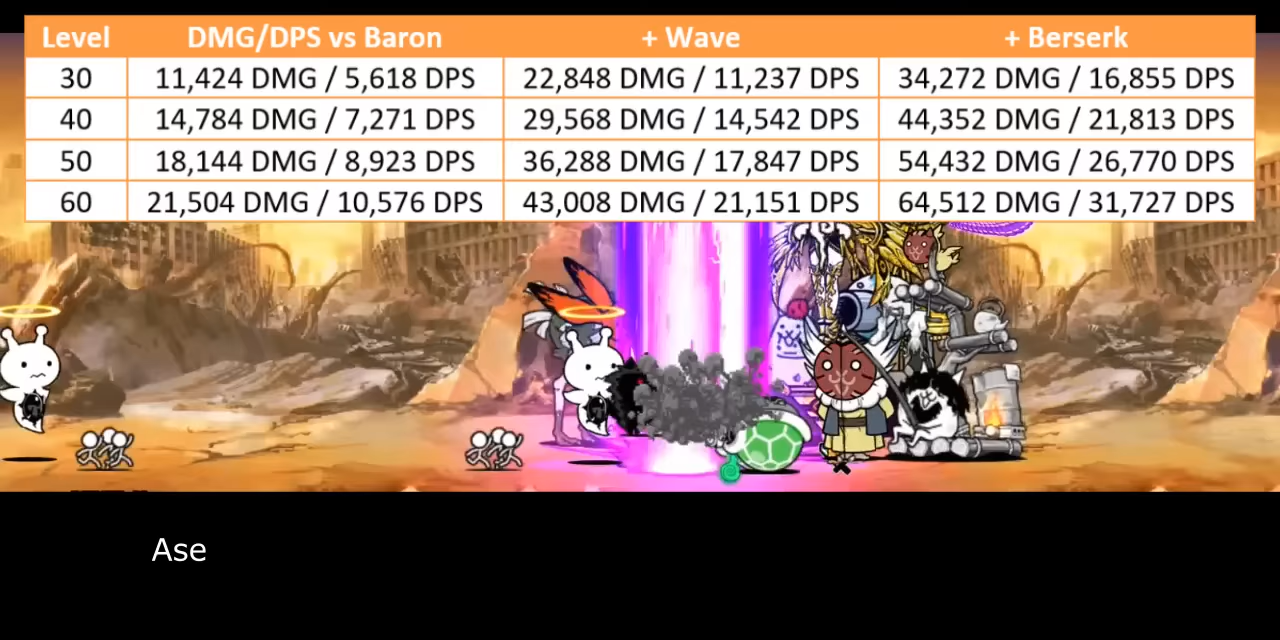 Level DMG/DPS vs Baron + Wave + Berserk
30 11,424 DMG / 5,618 DPS 22,848 DMG / 11,237 DPS 34,272 DMG / 16,855 DPS
40 14,784 DMG / 7,271 DPS 29,568 DMG / 14,542 DPS 44,352 DMG / 21,813 DPS
50 18,144 DMG / 8,923 DPS 36,288 DMG / 17,847 DPS 54,432 DMG / 26,770 DPS
60 21,504 DMG / 10,576 DPS 43,008 DMG / 21,151 DPS 64,512 DMG / 31,727 DPS
Ase